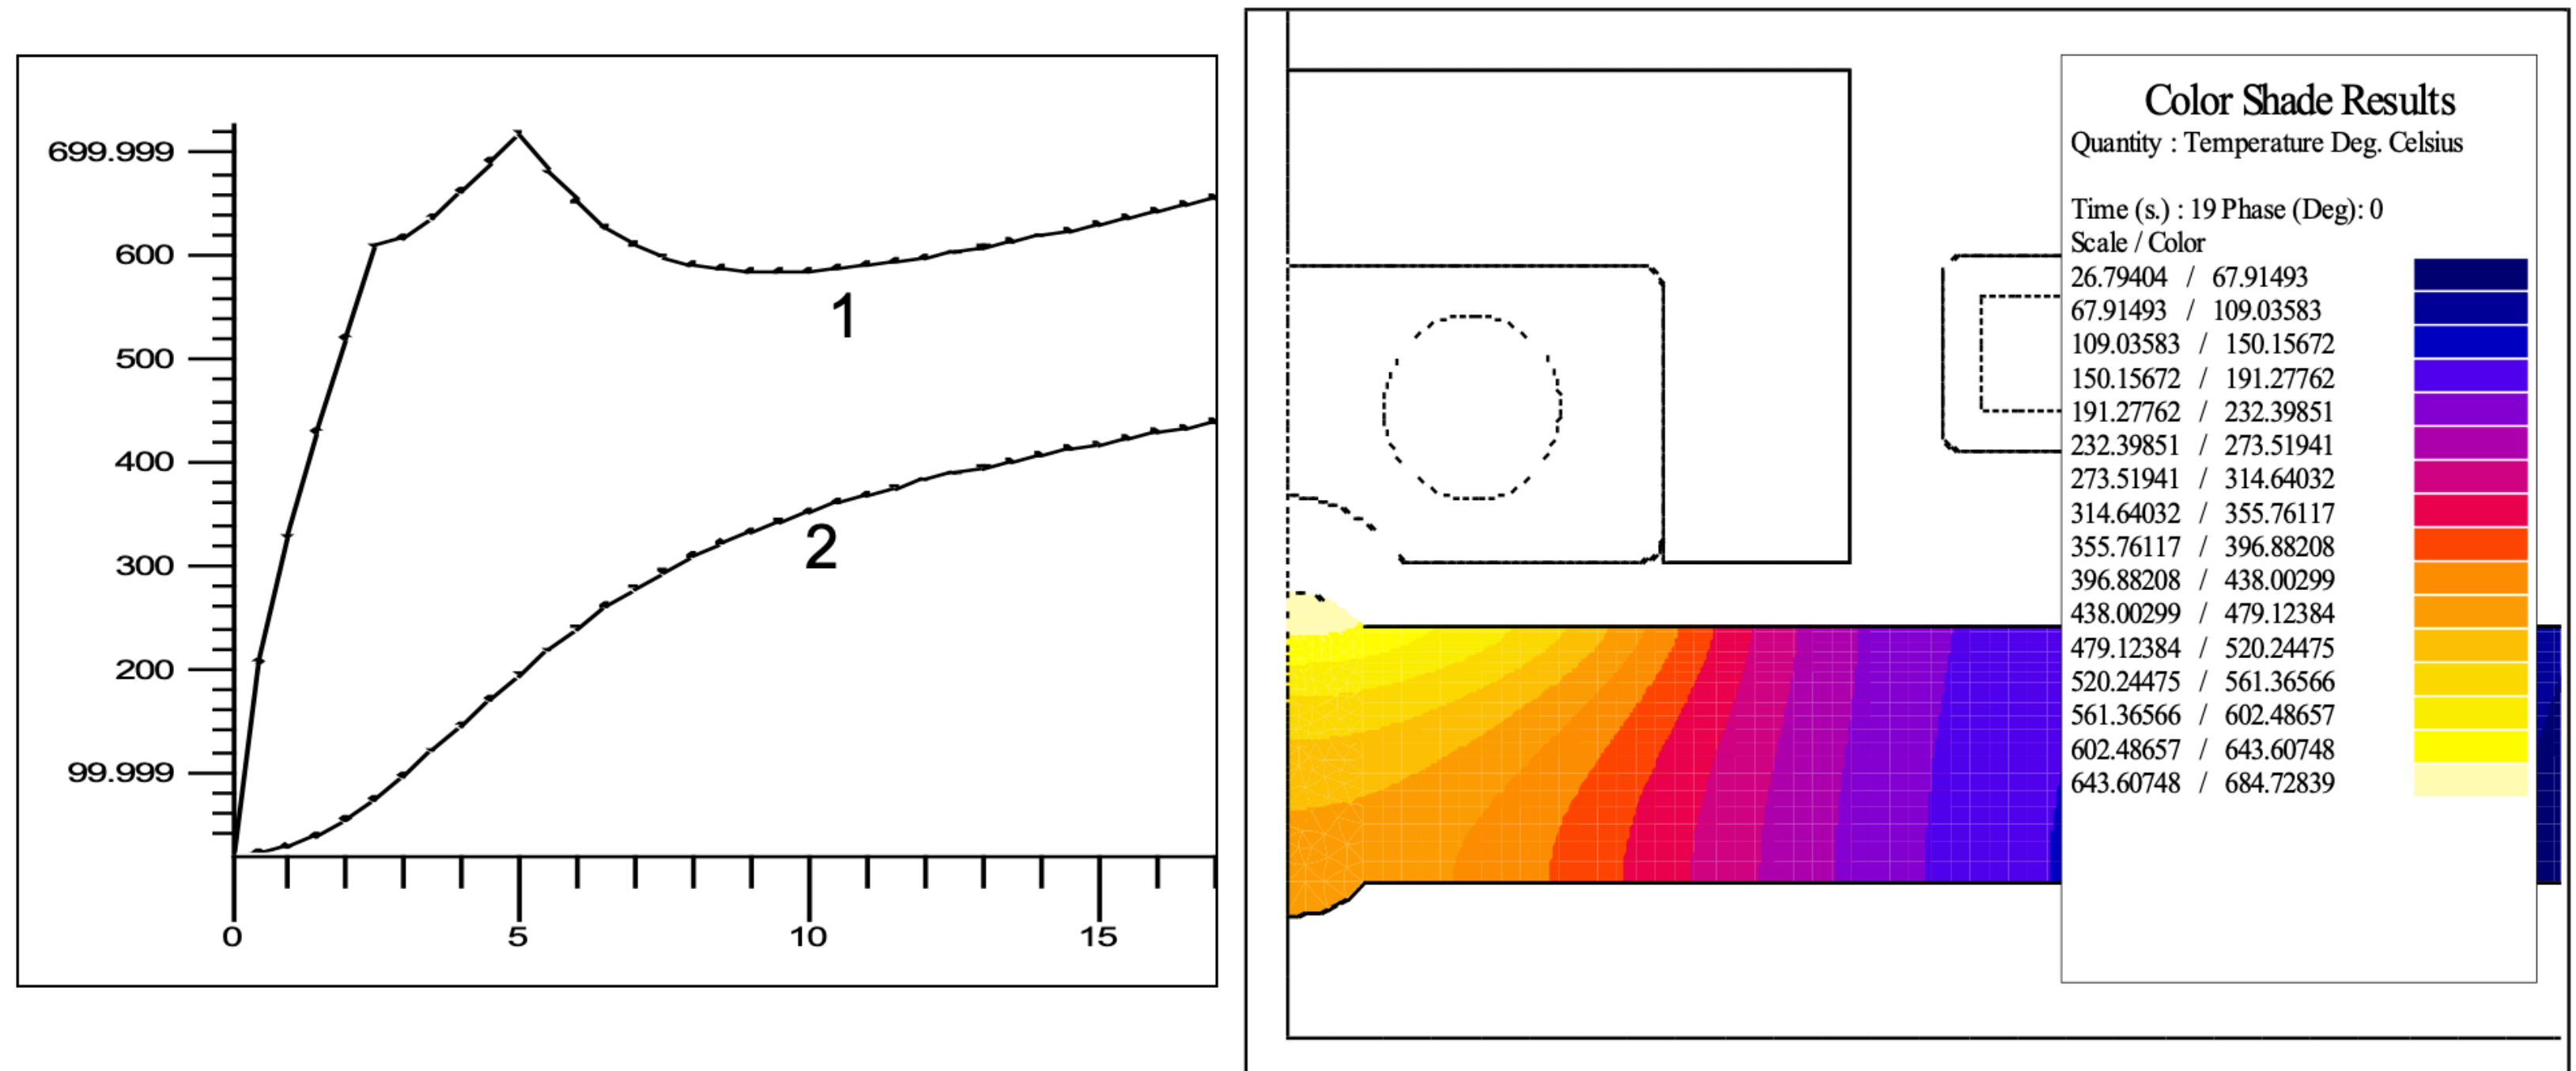 699.999
600
500
400
300
200
99.999
0 5 10 15
1
2
Color Shade Results
Quantity : Temperature Deg. Celsius
Time (s.) : 19 Phase (Deg): 0
Scale / Color
26.79404 / 67.91493
67.91493 / 109.03583
109.03583 / 150.15672
150.15672 / 191.27762
191.27762 / 232.39851
232.39851 / 273.51941
273.51941 / 314.64032
314.64032 / 355.76117
355.76117 / 396.88208
396.88208 / 438.00299
438.00299 / 479.12384
479.12384 / 520.24475
520.24475 / 561.36566
561.36566 / 602.48657
602.48657 / 643.60748
643.60748 / 684.72839